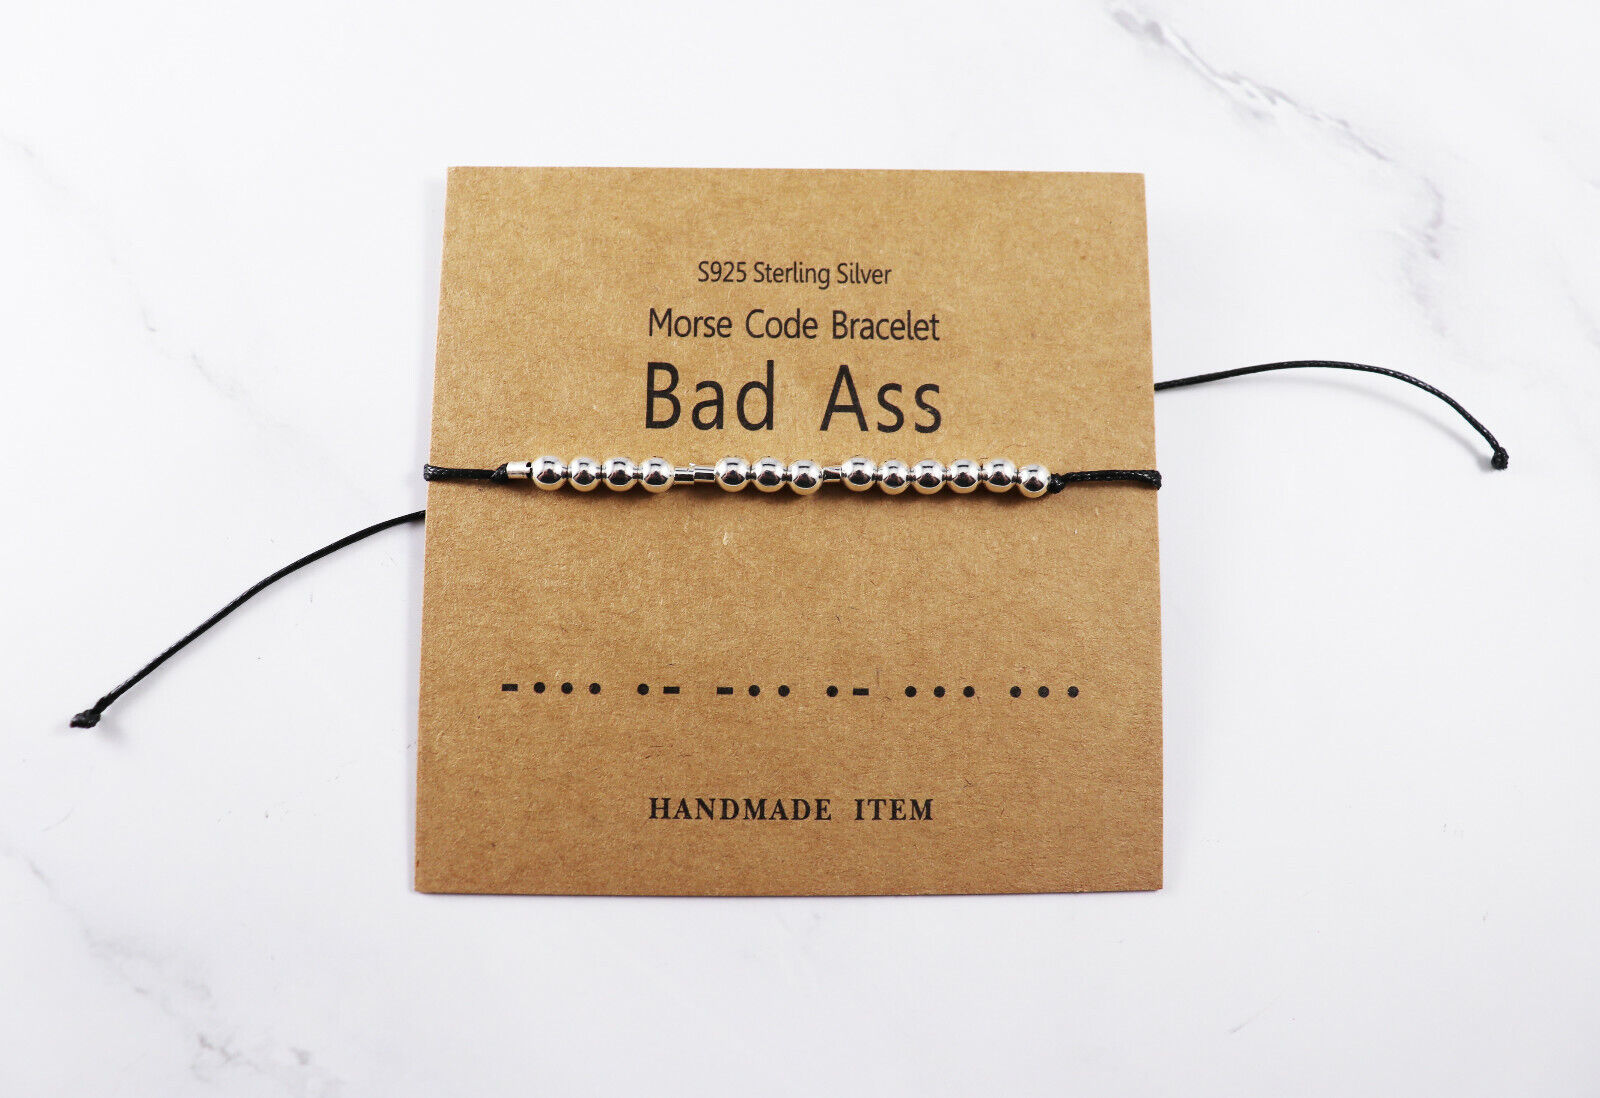 S925 Sterling Silver
Morse Code Bracelet
Bad Ass
-••• •- -•• •- ••• •••
HANDMADE ITEM